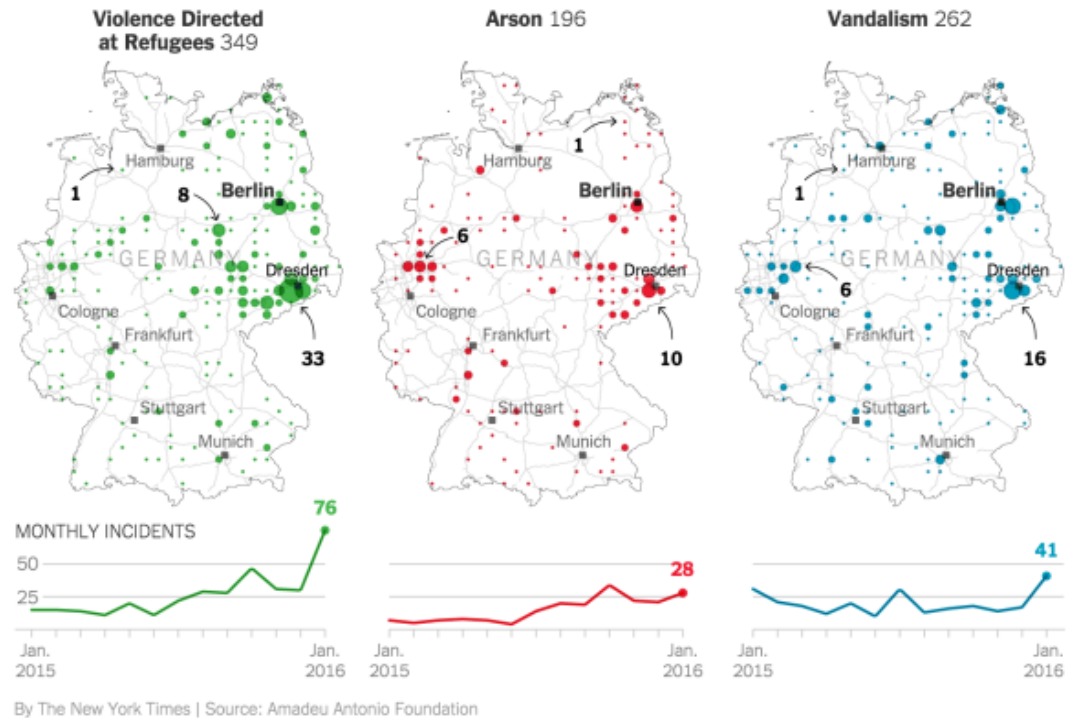 Violence Directed
at Refugees 349
1
8
Hamburg
Berlin
GERMANY
Dresden
Cologne
Frankfurt
33
Stuttgart
Munich
Arson 196
1
Hamburg
Berlin
6
GERMANY
Dresden
Cologne
Frankfurt
10
Stuttgart
Munich
Vandalism 262
1
Hamburg
Berlin
GERMANY
Dresden
6
Cologne
Frankfurt
16
Stuttgart
Munich
MONTHLY INCIDENTS
76
50
25
Jan.
2015
Jan.
2016
28
Jan.
2015
Jan.
2016
41
Jan.
2015
Jan.
2016
By The New York Times | Source: Amadeu Antonio Foundation